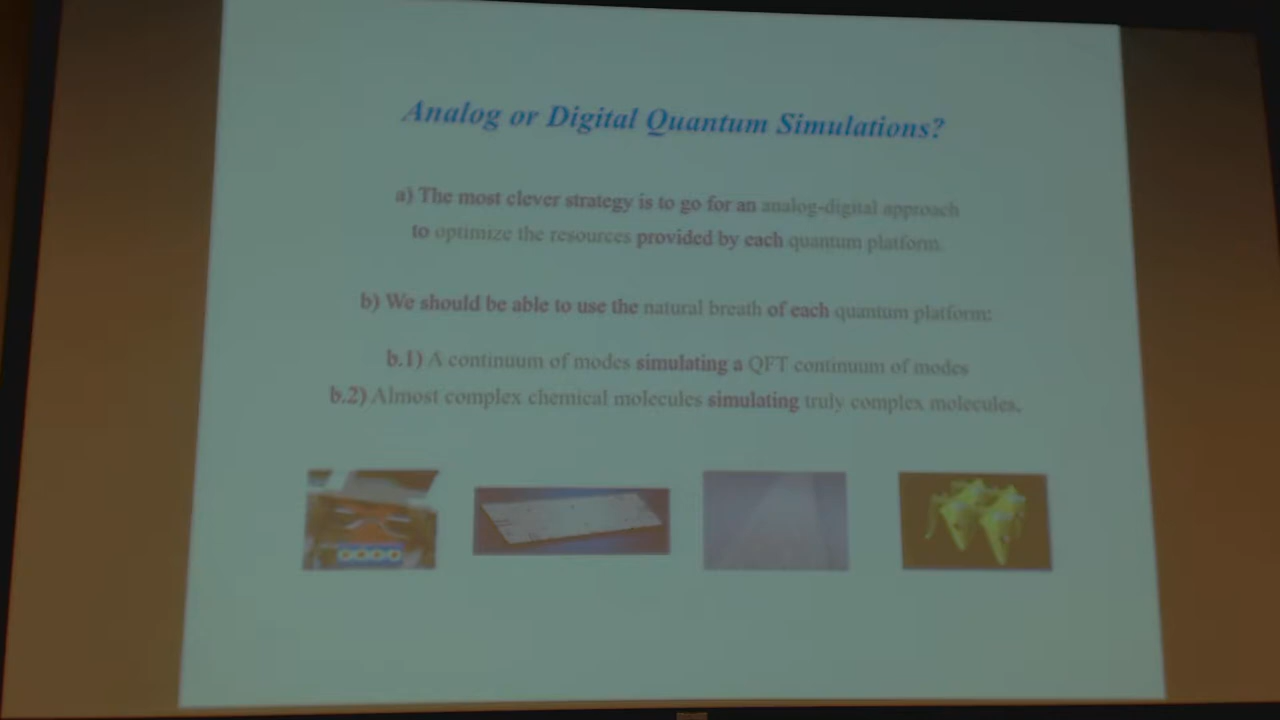 Analog or Digital Quantum Simulations?
a) The most clever strategy is to go for an analog-digital approach
to optimize the resources provided by each quantum platform.
b) We should be able to use the natural breath of each quantum platform:
b.1) A continuum of modes simulating a QFT continuum of modes
b.2) Almost complex chemical molecules simulating truly complex molecules.